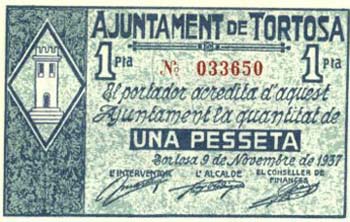 AJUNTAMENT DE TORTOSA
1 Pta Nº 033650 1 Pta
El portador acredita d'aquest
Ajuntament la quantitat de
UNA PESSETA
Tortosa 9 de Novembre de 1937
L'INTERVENTOR L'ALCALDE EL CONSELLER DE FINANCES